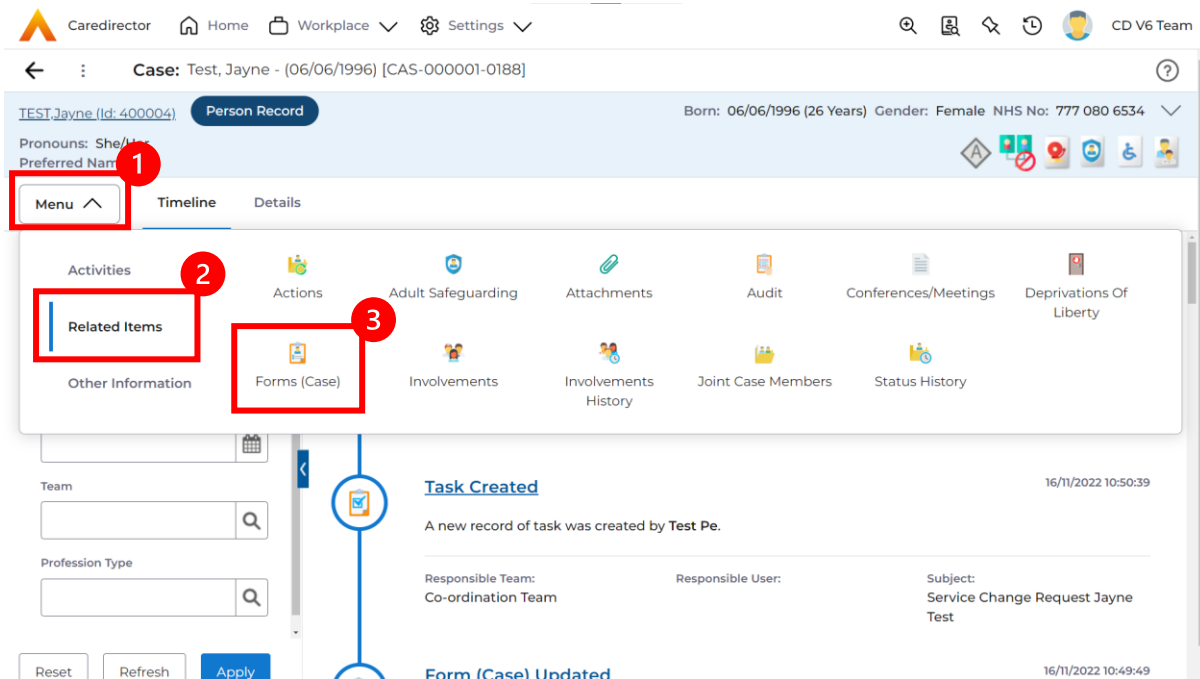 Caredirector Home Workplace Settings CD V6 Team
Case: Test, Jayne - (06/06/1996) [CAS-000001-0188]
TEST,Jayne (Id: 400004) Person Record Born: 06/06/1996 (26 Years) Gender: Female NHS No: 777 080 6534
Pronouns: She/Her
Preferred Nam
1
Menu Timeline Details
2
Activities
Related Items
Other Information
Actions Adult Safeguarding Attachments Audit Conferences/Meetings Deprivations Of
Liberty
3
Forms (Case) Involvements Involvements Joint Case Members Status History
History
Team
Profession Type
Reset Refresh Apply
Task Created 16/11/2022 10:50:39
A new record of task was created by Test Pe.
Responsible Team: Responsible User: Subject:
Co-ordination Team Service Change Request Jayne
Test
Form (Case) Updated 16/11/2022 10:49:49